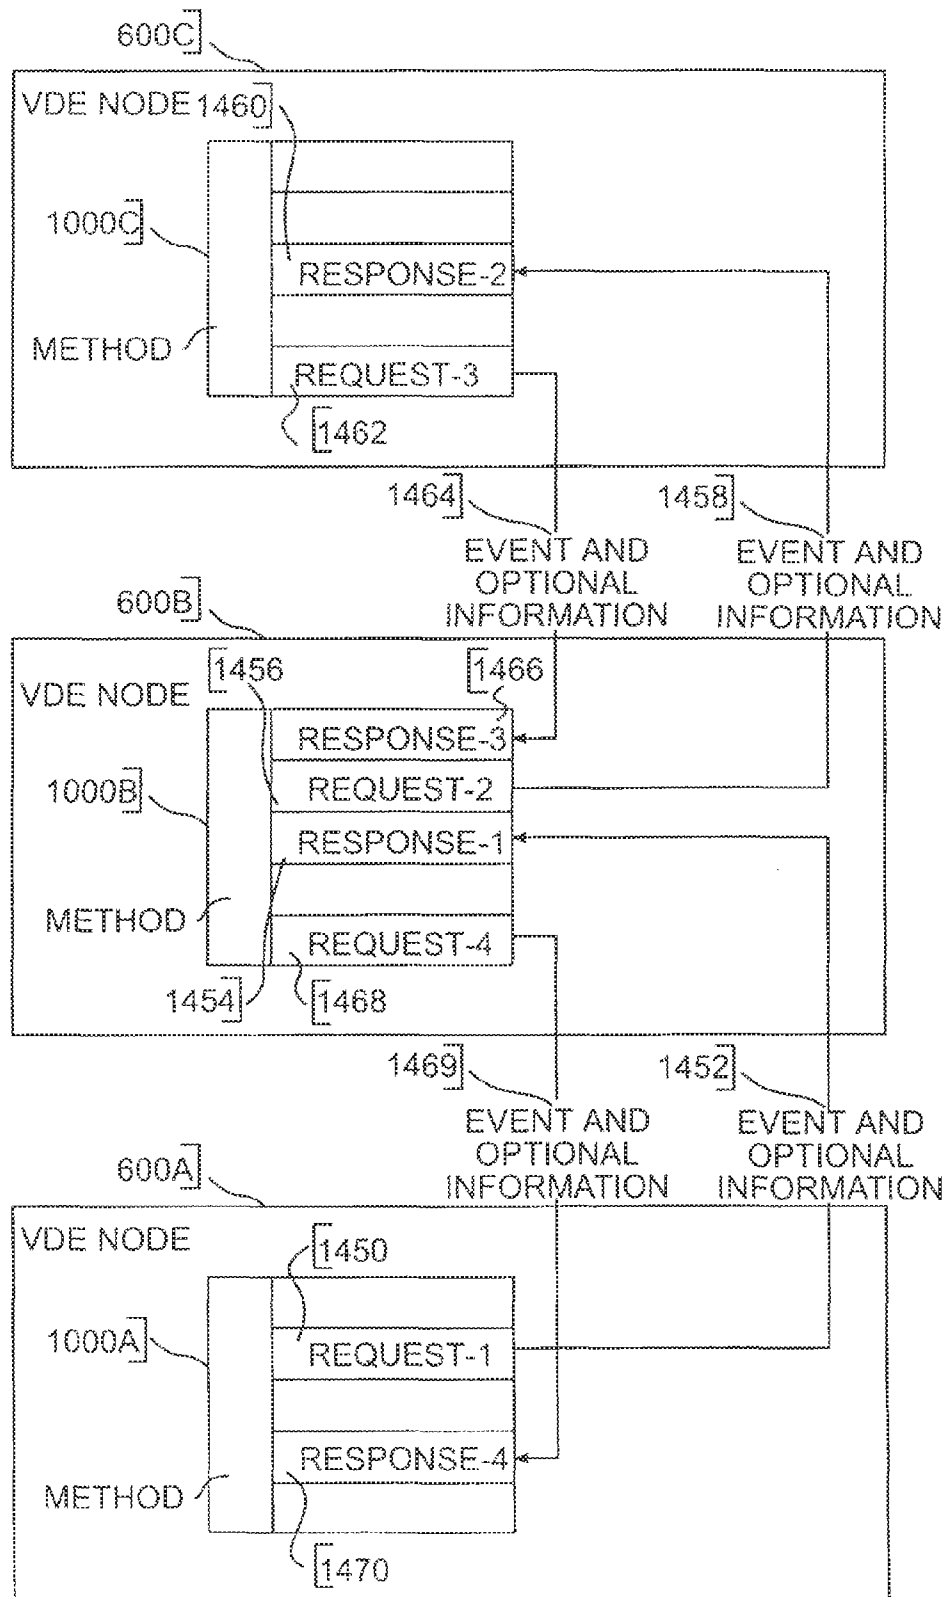 600C
VDE NODE 1460
1000C
RESPONSE-2
METHOD
REQUEST-3
1462
1464
1458
EVENT AND
OPTIONAL
INFORMATION
EVENT AND
OPTIONAL
INFORMATION
600B
1456
1466
VDE NODE
RESPONSE-3
1000B
REQUEST-2
RESPONSE-1
METHOD
REQUEST-4
1454
1468
1469
1452
EVENT AND
OPTIONAL
INFORMATION
EVENT AND
OPTIONAL
INFORMATION
600A
VDE NODE
1450
1000A
REQUEST-1
RESPONSE-4
METHOD
1470